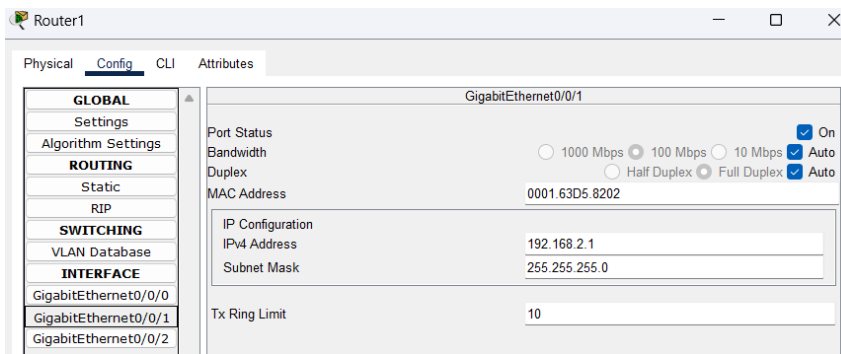 Router1
Physical Config CLI Attributes
GLOBAL
Settings
Algorithm Settings
ROUTING
Static
RIP
SWITCHING
VLAN Database
INTERFACE
GigabitEthernet0/0/0
GigabitEthernet0/0/1
GigabitEthernet0/0/2
GigabitEthernet0/0/1
Port Status On
Bandwidth 1000 Mbps 100 Mbps 10 Mbps Auto
Duplex Half Duplex Full Duplex Auto
MAC Address 0001.63D5.8202
IP Configuration
IPv4 Address 192.168.2.1
Subnet Mask 255.255.255.0
Tx Ring Limit 10